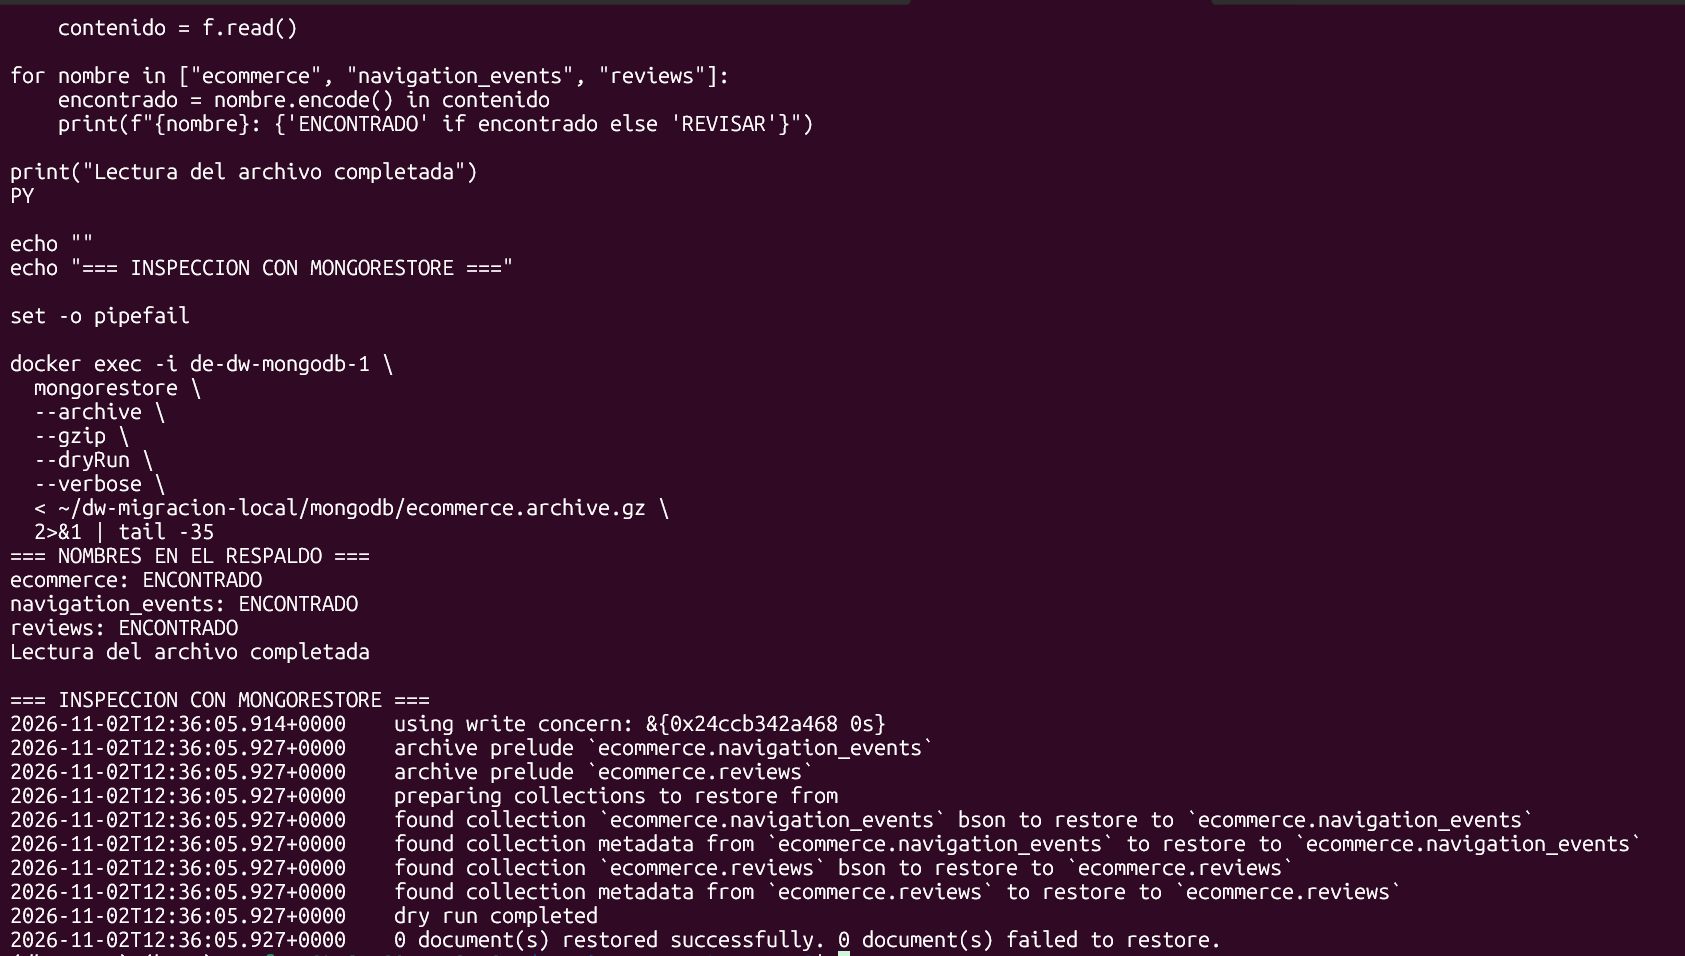 contenido = f.read()

for nombre in ["ecommerce", "navigation_events", "reviews"]:
    encontrado = nombre.encode() in contenido
    print(f"{nombre}: {'ENCONTRADO' if encontrado else 'REVISAR'}")

print("Lectura del archivo completada")
PY

echo ""
echo "=== INSPECCION CON MONGORESTORE ==="

set -o pipefail

docker exec -i de-dw-mongodb-1 \
  mongorestore \
  --archive \
  --gzip \
  --dryRun \
  --verbose \
  < ~/dw-migracion-local/mongodb/ecommerce.archive.gz \
  2>&1 | tail -35
=== NOMBRES EN EL RESPALDO ===
ecommerce: ENCONTRADO
navigation_events: ENCONTRADO
reviews: ENCONTRADO
Lectura del archivo completada

=== INSPECCION CON MONGORESTORE ===
2026-11-02T12:36:05.914+0000    using write concern: &{0x24ccb342a468 0s}
2026-11-02T12:36:05.927+0000    archive prelude `ecommerce.navigation_events`
2026-11-02T12:36:05.927+0000    archive prelude `ecommerce.reviews`
2026-11-02T12:36:05.927+0000    preparing collections to restore from
2026-11-02T12:36:05.927+0000    found collection `ecommerce.navigation_events` bson to restore to `ecommerce.navigation_events`
2026-11-02T12:36:05.927+0000    found collection metadata from `ecommerce.navigation_events` to restore to `ecommerce.navigation_events`
2026-11-02T12:36:05.927+0000    found collection `ecommerce.reviews` bson to restore to `ecommerce.reviews`
2026-11-02T12:36:05.927+0000    found collection metadata from `ecommerce.reviews` to restore to `ecommerce.reviews`
2026-11-02T12:36:05.927+0000    dry run completed
2026-11-02T12:36:05.927+0000    0 document(s) restored successfully. 0 document(s) failed to restore.